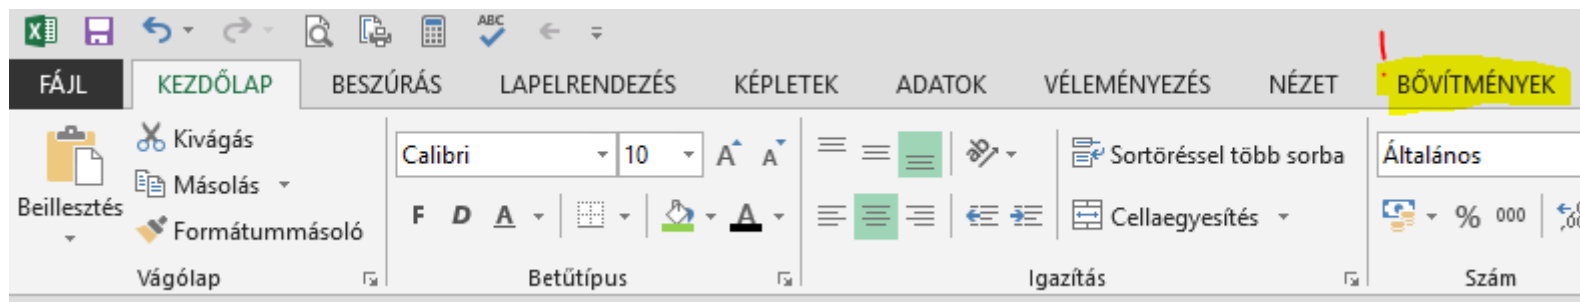 ABC
FÁJL KEZDŐLAP BESZÚRÁS LAPELRENDEZÉS KÉPLETEK ADATOK VÉLEMÉNYEZÉS NÉZET BŐVÍTMÉNYEK
Beillesztés
Kivágás
Másolás
Formátummásoló
Vágólap
Calibri 10 A A
F D A A
Betűtípus
ab Sortöréssel több sorba
Cellaegyesítés
Igazítás
Általános
% 000
Szám